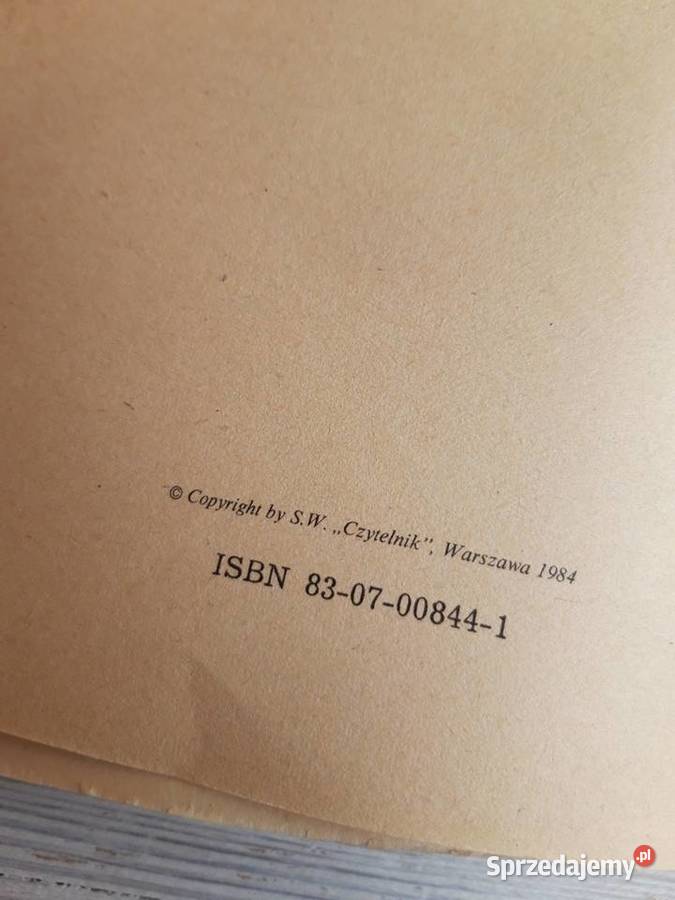 © Copyright by S.W. „Czytelnik”, Warszawa 1984
ISBN 83-07-00844-1
Sprzedajemy.pl